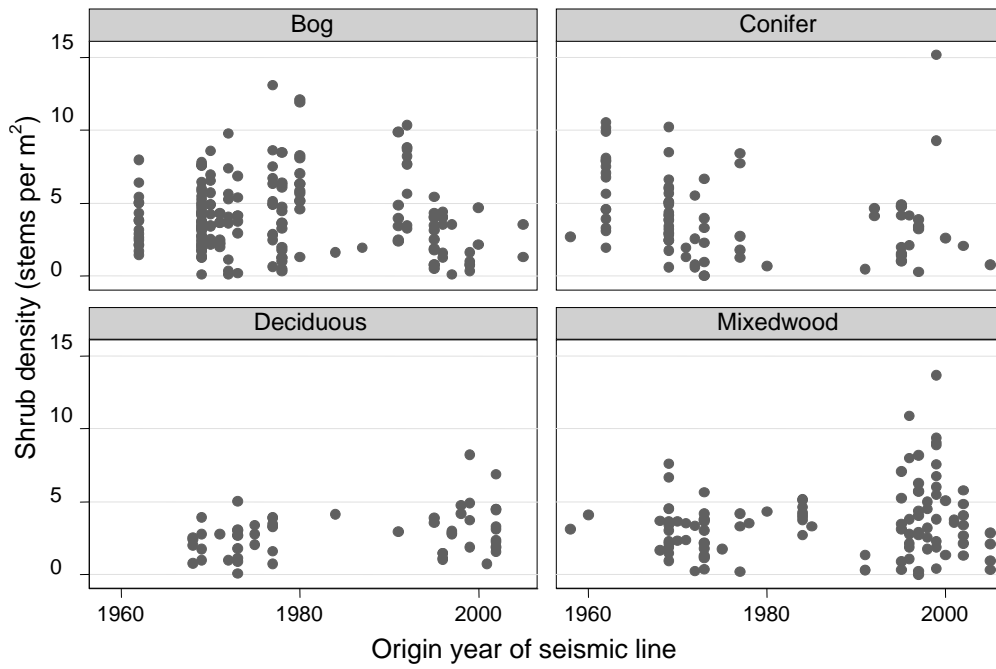 Bog Conifer
15
10
5
0
Deciduous Mixedwood
15
10
5
0
1960 1980 2000 1960 1980 2000
Origin year of seismic line
Shrub density (stems per m²)